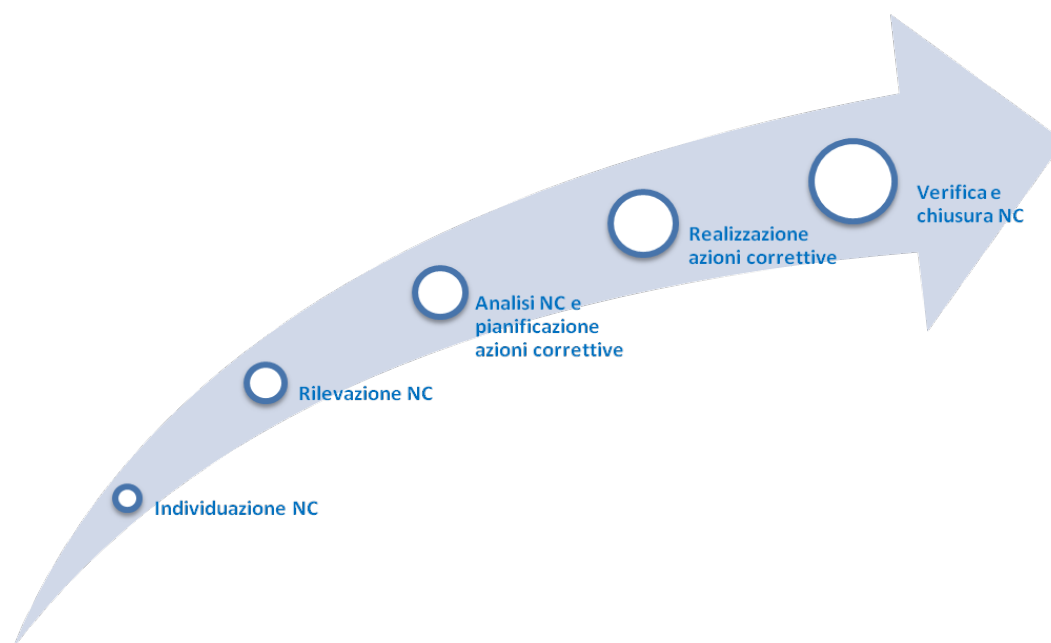 Individuazione NC
Rilevazione NC
Analisi NC e
pianificazione
azioni correttive
Realizzazione
azioni correttive
Verifica e
chiusura NC